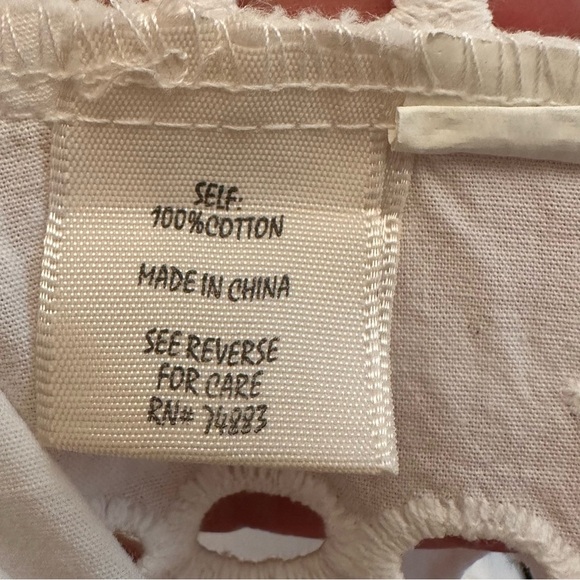 SELF:
100%COTTON
MADE IN CHINA
SEE REVERSE
FOR CARE
RN# 74883